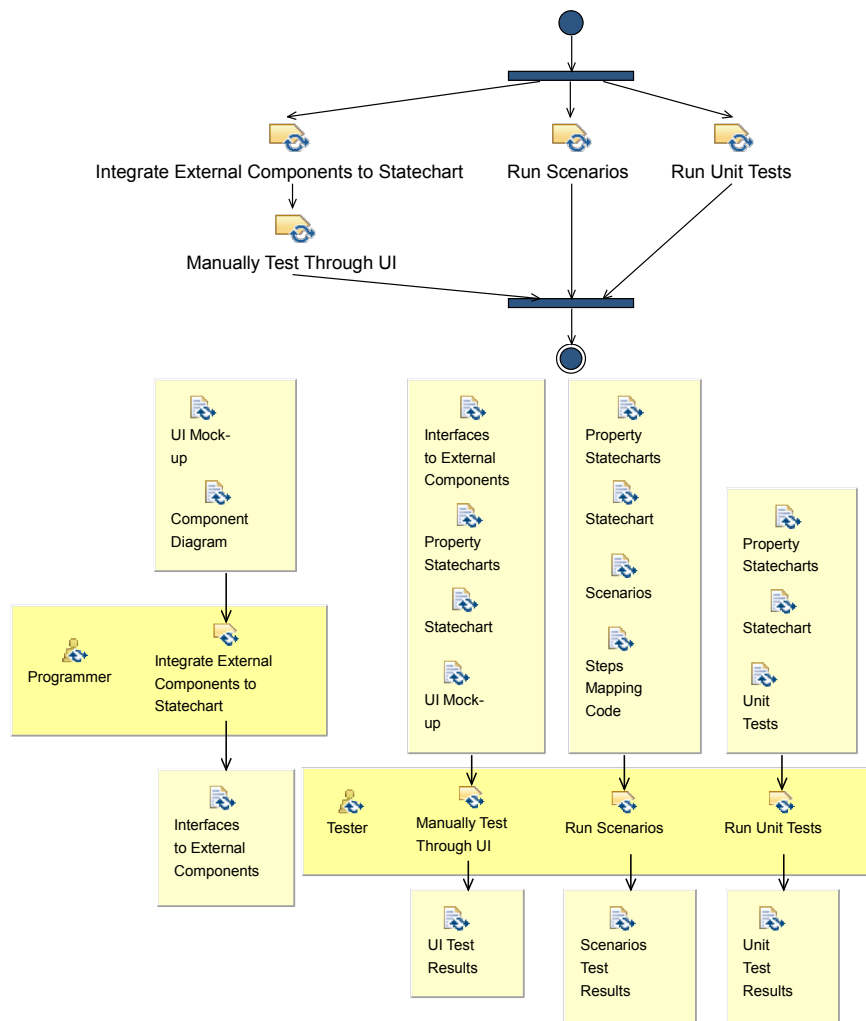 Integrate External Components to Statechart
Run Scenarios
Run Unit Tests
Manually Test Through UI
UI Mock-
up
Component
Diagram
Interfaces
to External
Components
Property
Statecharts
Statechart
UI Mock-
up
Property
Statecharts
Statechart
Scenarios
Steps
Mapping
Code
Property
Statecharts
Statechart
Unit
Tests
Programmer
Integrate External
Components to
Statechart
Interfaces
to External
Components
Tester
Manually Test
Through UI
Run Scenarios
Run Unit Tests
UI Test
Results
Scenarios
Test
Results
Unit
Test
Results